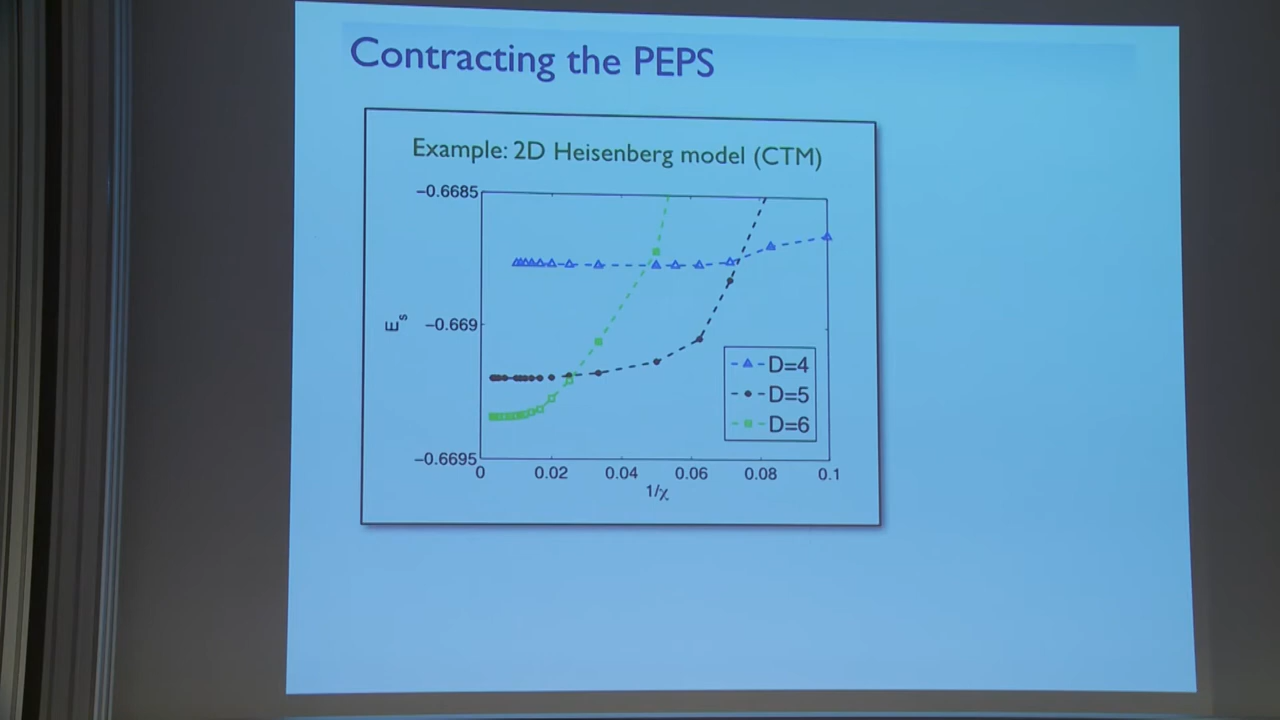 Contracting the PEPS
Example: 2D Heisenberg model (CTM)
−0.6685
−0.669
−0.6695
Es
0 0.02 0.04 0.06 0.08 0.1
1/χ
D=4
D=5
D=6